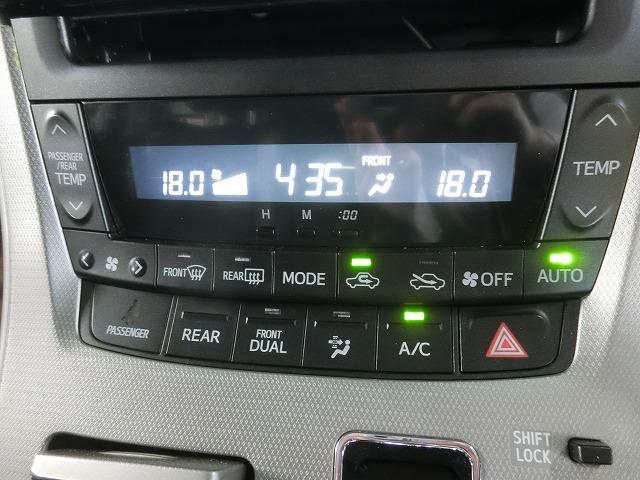 PASSENGER
/REAR
TEMP
18.0
4 35
FRONT
18.0
TEMP
H M :00
FRONT
REAR
MODE
OFF
AUTO
PASSENGER
REAR
FRONT
DUAL
A/C
SHIFT
LOCK